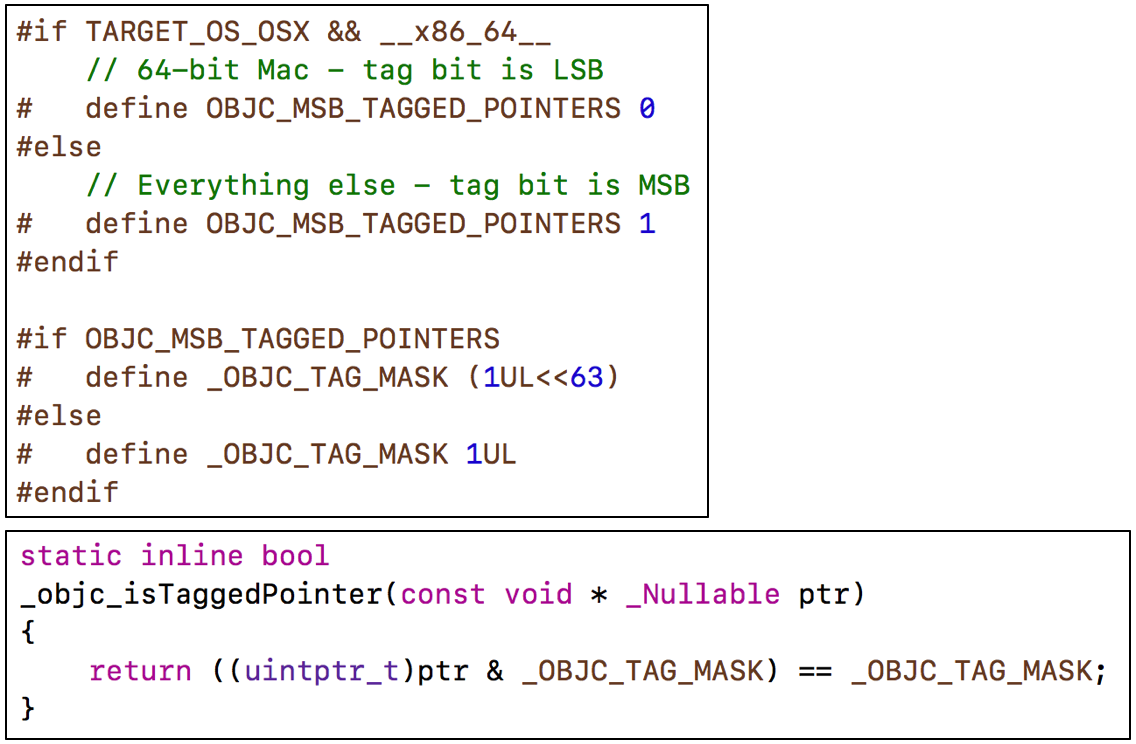 #if TARGET_OS_OSX && __x86_64__
    // 64-bit Mac - tag bit is LSB
#   define OBJC_MSB_TAGGED_POINTERS 0
#else
    // Everything else - tag bit is MSB
#   define OBJC_MSB_TAGGED_POINTERS 1
#endif

#if OBJC_MSB_TAGGED_POINTERS
#   define _OBJC_TAG_MASK (1UL<<63)
#else
#   define _OBJC_TAG_MASK 1UL
#endif

static inline bool
_objc_isTaggedPointer(const void * _Nullable ptr)
{
    return ((uintptr_t)ptr & _OBJC_TAG_MASK) == _OBJC_TAG_MASK;
}